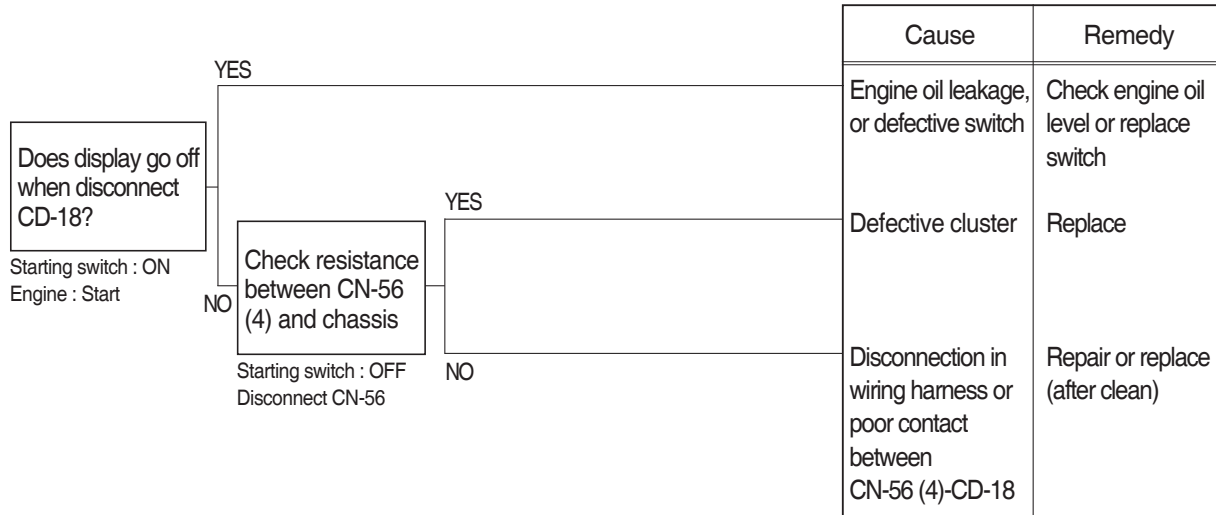 Cause
Remedy
YES
Engine oil leakage,
or defective switch
Check engine oil
level or replace
switch
Does display go off
when disconnect
CD-18?
Starting switch : ON
Engine : Start
NO
YES
Defective cluster
Replace
Check resistance
between CN-56
(4) and chassis
Starting switch : OFF
Disconnect CN-56
NO
Disconnection in
wiring harness or
poor contact
between
CN-56 (4)-CD-18
Repair or replace
(after clean)